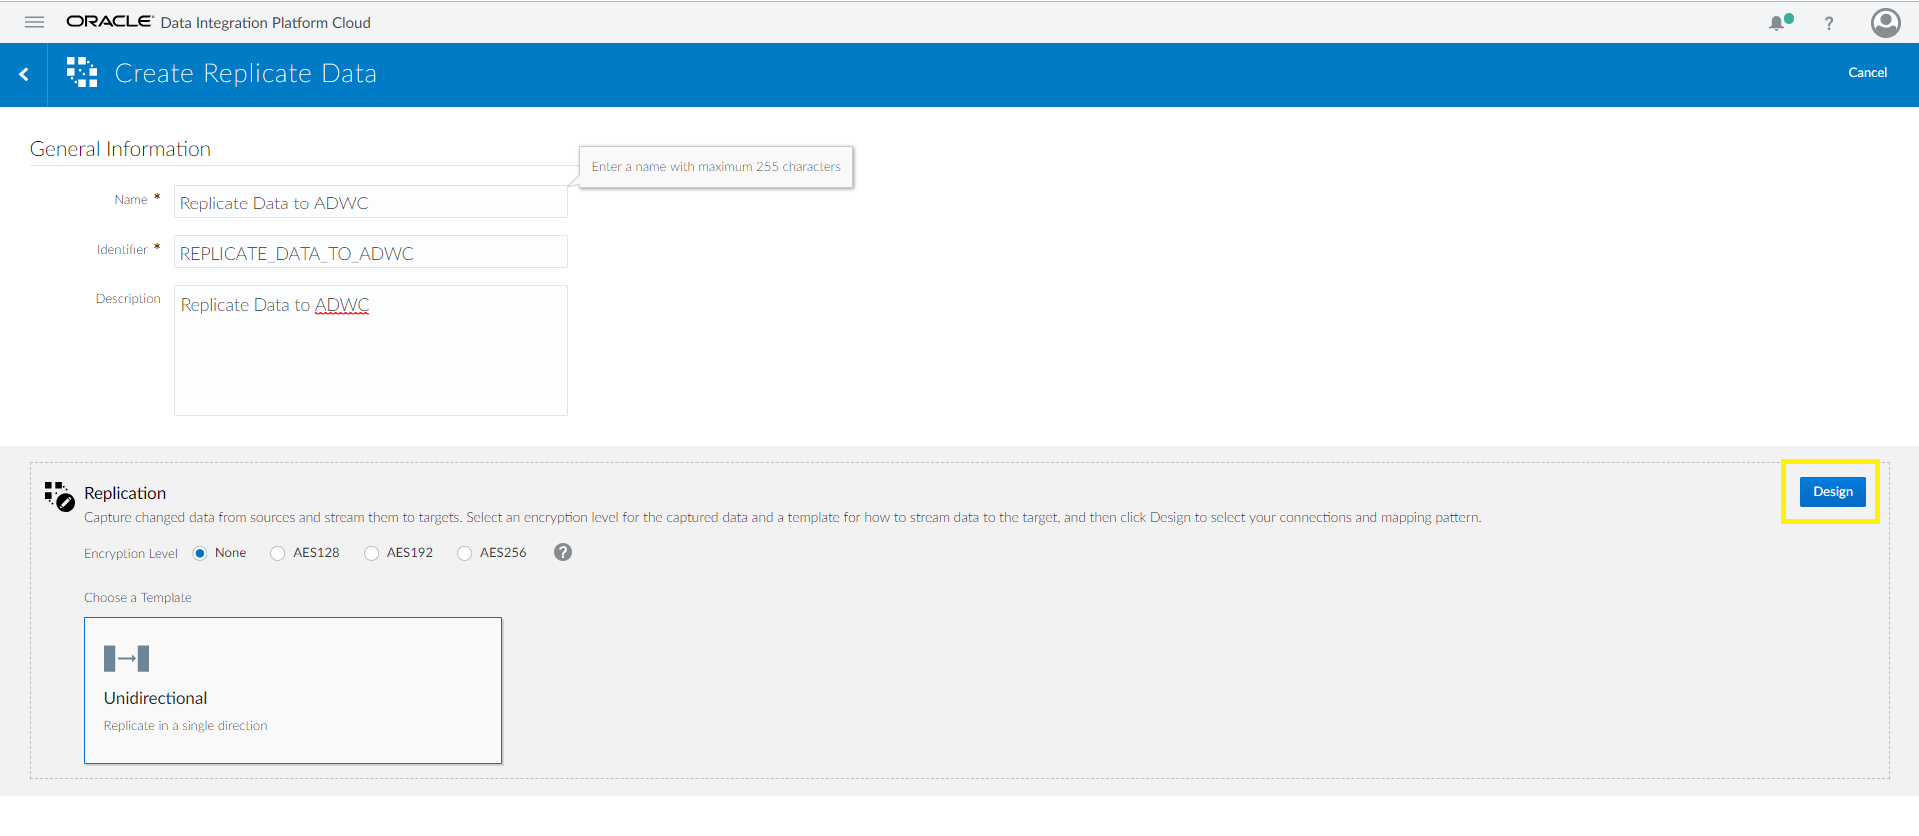 ORACLE Data Integration Platform Cloud
?
Create Replicate Data
Cancel
General Information
Enter a name with maximum 255 characters
Name *
Replicate Data to ADWC
Identifier *
REPLICATE_DATA_TO_ADWC
Description
Replicate Data to ADWC
Replication
Design
Capture changed data from sources and stream them to targets. Select an encryption level for the captured data and a template for how to stream data to the target, and then click Design to select your connections and mapping pattern.
Encryption Level None AES128 AES192 AES256 ?
Choose a Template
Unidirectional
Replicate in a single direction